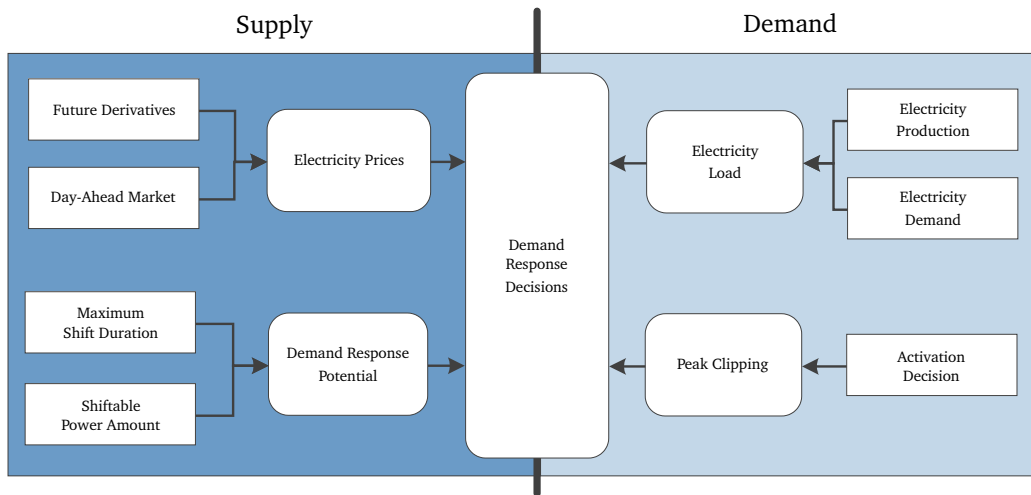 Supply
Demand
Future Derivatives
Day-Ahead Market
Electricity Prices
Maximum
Shift Duration
Shiftable
Power Amount
Demand Response
Potential
Demand
Response
Decisions
Electricity
Load
Electricity
Production
Electricity
Demand
Peak Clipping
Activation
Decision